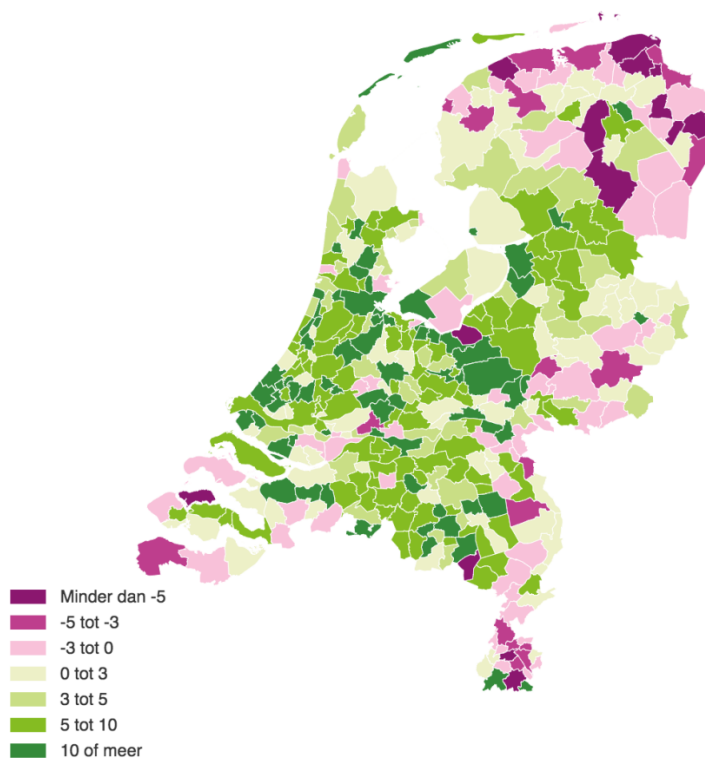 Minder dan -5
-5 tot -3
-3 tot 0
0 tot 3
3 tot 5
5 tot 10
10 of meer